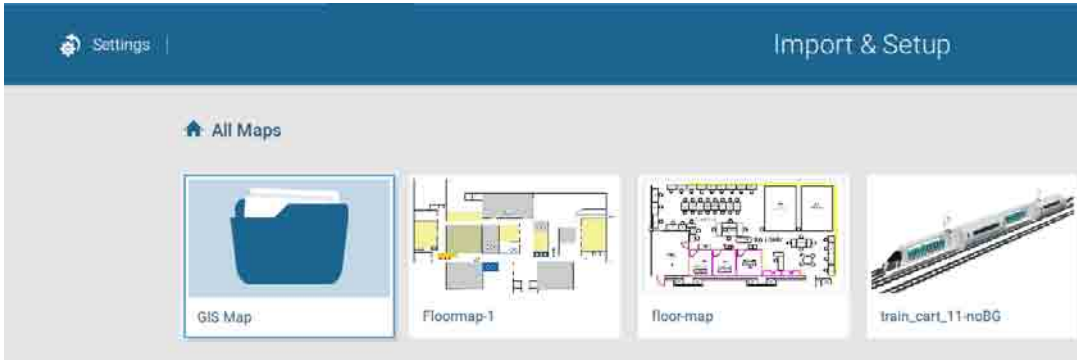 Settings
Import & Setup
All Maps
GIS Map
Floormap-1
floor-map
train_cart_11-noBG